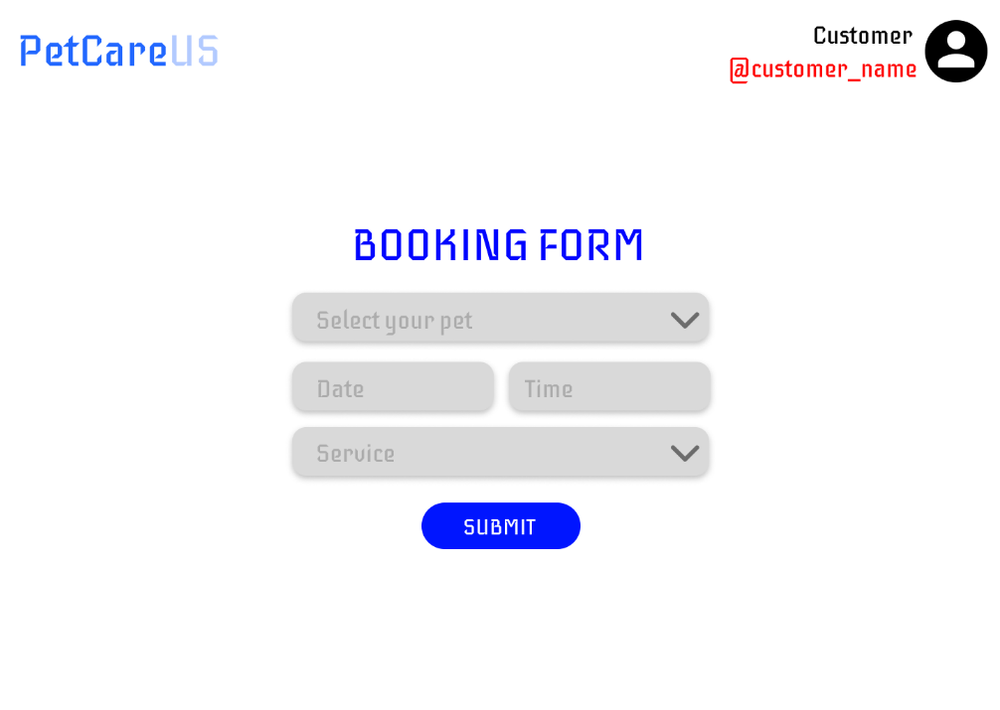 PetCareUS
Customer
@customer_name
BOOKING FORM
Select your pet
Date
Time
Service
SUBMIT